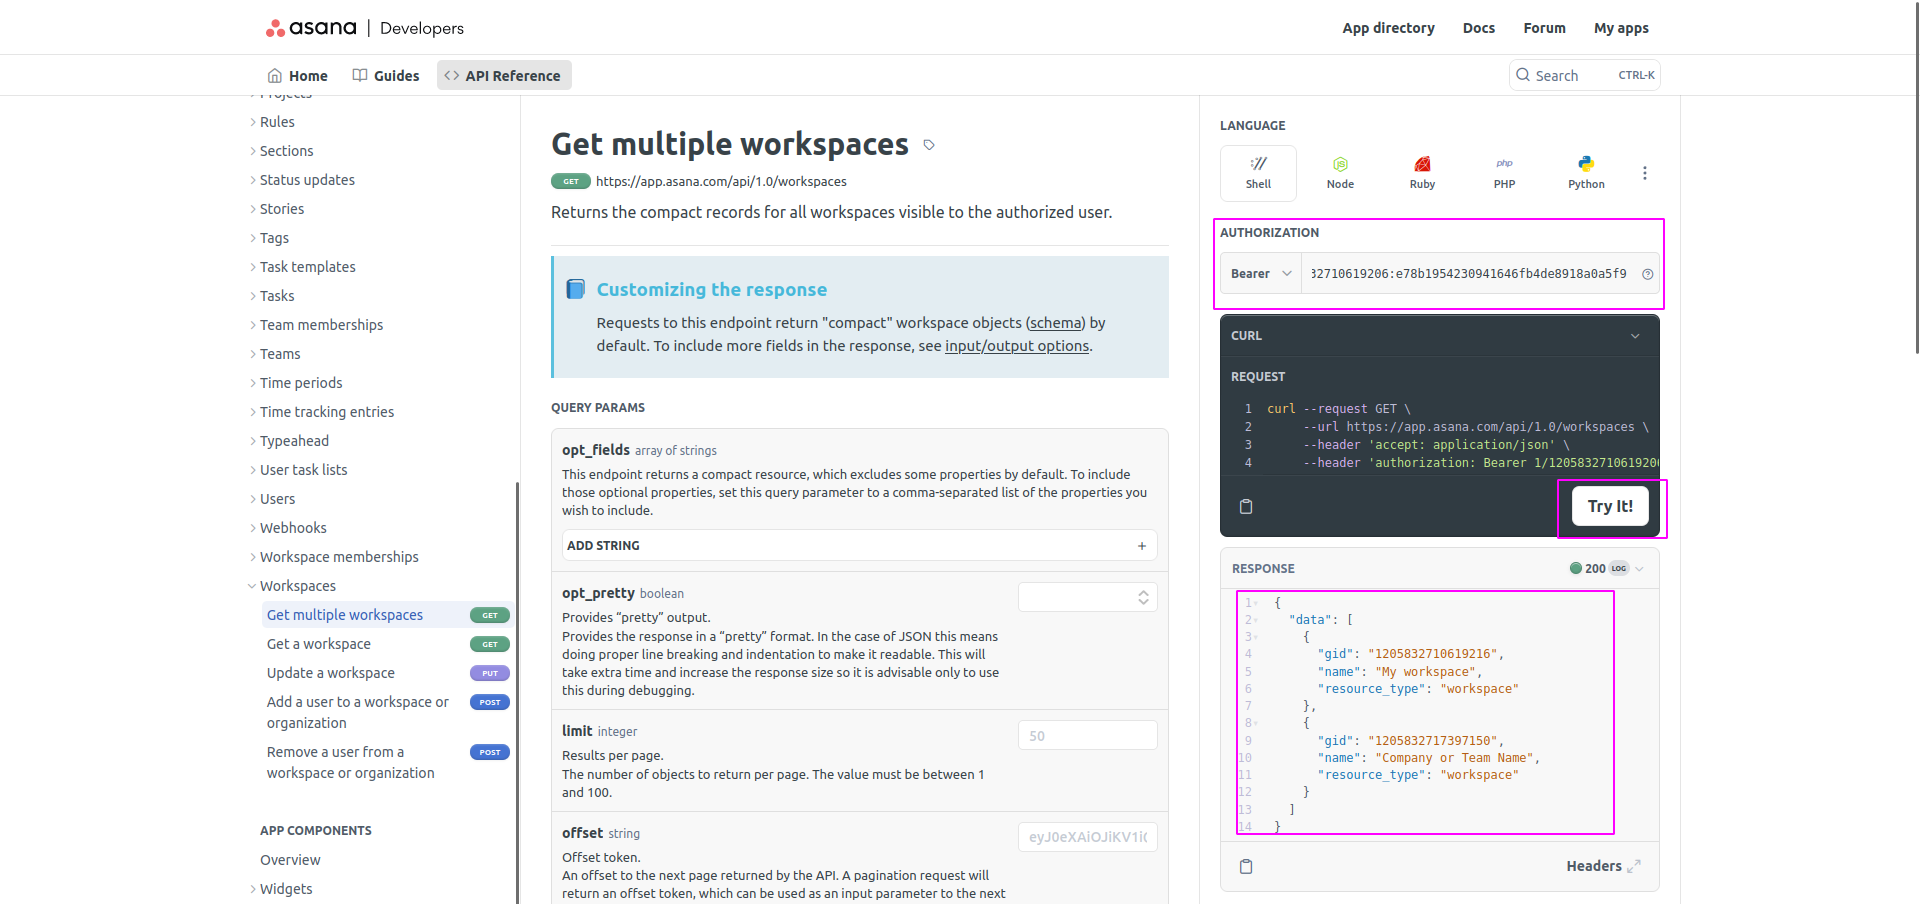 asana | Developers
App directory
Docs
Forum
My apps
Home
Guides
API Reference
Search
CTRL-K
Projects
Rules
Sections
Status updates
Stories
Tags
Task templates
Tasks
Team memberships
Teams
Time periods
Time tracking entries
Typeahead
User task lists
Users
Webhooks
Workspace memberships
Workspaces
Get multiple workspaces GET
Get a workspace GET
Update a workspace PUT
Add a user to a workspace or POST
organization
Remove a user from a POST
workspace or organization
APP COMPONENTS
Overview
Widgets
Get multiple workspaces
GET https://app.asana.com/api/1.0/workspaces
Returns the compact records for all workspaces visible to the authorized user.
Customizing the response
Requests to this endpoint return "compact" workspace objects (schema) by
default. To include more fields in the response, see input/output options.
QUERY PARAMS
opt_fields array of strings
This endpoint returns a compact resource, which excludes some properties by default. To include
those optional properties, set this query parameter to a comma-separated list of the properties you
wish to include.
ADD STRING +
opt_pretty boolean
Provides “pretty” output.
Provides the response in a “pretty” format. In the case of JSON this means
doing proper line breaking and indentation to make it readable. This will
take extra time and increase the response size so it is advisable only to use
this during debugging.
limit integer
50
Results per page.
The number of objects to return per page. The value must be between 1
and 100.
offset string
eyJ0eXAiOJiKV1i(
Offset token.
An offset to the next page returned by the API. A pagination request will
return an offset token, which can be used as an input parameter to the next
LANGUAGE
Shell
Node
Ruby
php
PHP
Python
AUTHORIZATION
Bearer
32710619206:e78b1954230941646fb4de8918a0a5f9
CURL
REQUEST
1 curl --request GET \
2 --url https://app.asana.com/api/1.0/workspaces \
3 --header 'accept: application/json' \
4 --header 'authorization: Bearer 1/1205832710619206
Try It!
RESPONSE
200 LOG
1 {
2 "data": [
3 {
4 "gid": "1205832710619216",
5 "name": "My workspace",
6 "resource_type": "workspace"
7 },
8 {
9 "gid": "1205832717397150",
10 "name": "Company or Team Name",
11 "resource_type": "workspace"
12 }
13 ]
14 }
Headers